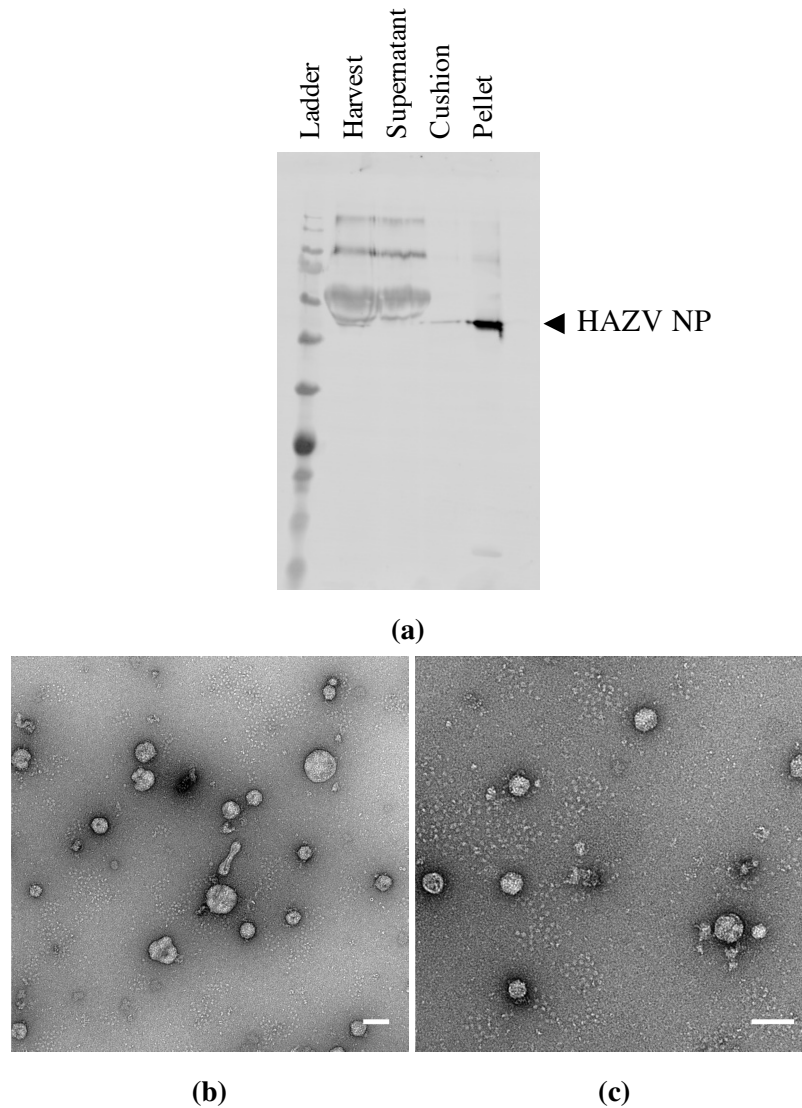 Ladder
Harvest
Supernatant
Cushion
Pellet
◄ HAZV NP
(a)
(b)
(c)